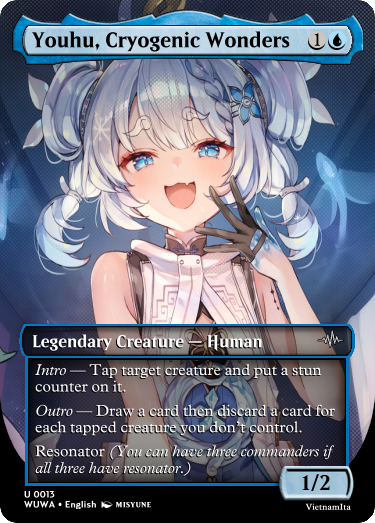 Youhu, Cryogenic Wonders 1
Legendary Creature — Human
Intro — Tap target creature and put a stun
counter on it.
Outro — Draw a card then discard a card for
each tapped creature you don't control.
Resonator (You can have three commanders if
all three have resonator.)
1/2
U 0013
WUWA • English MISYUNE
VietnamIta